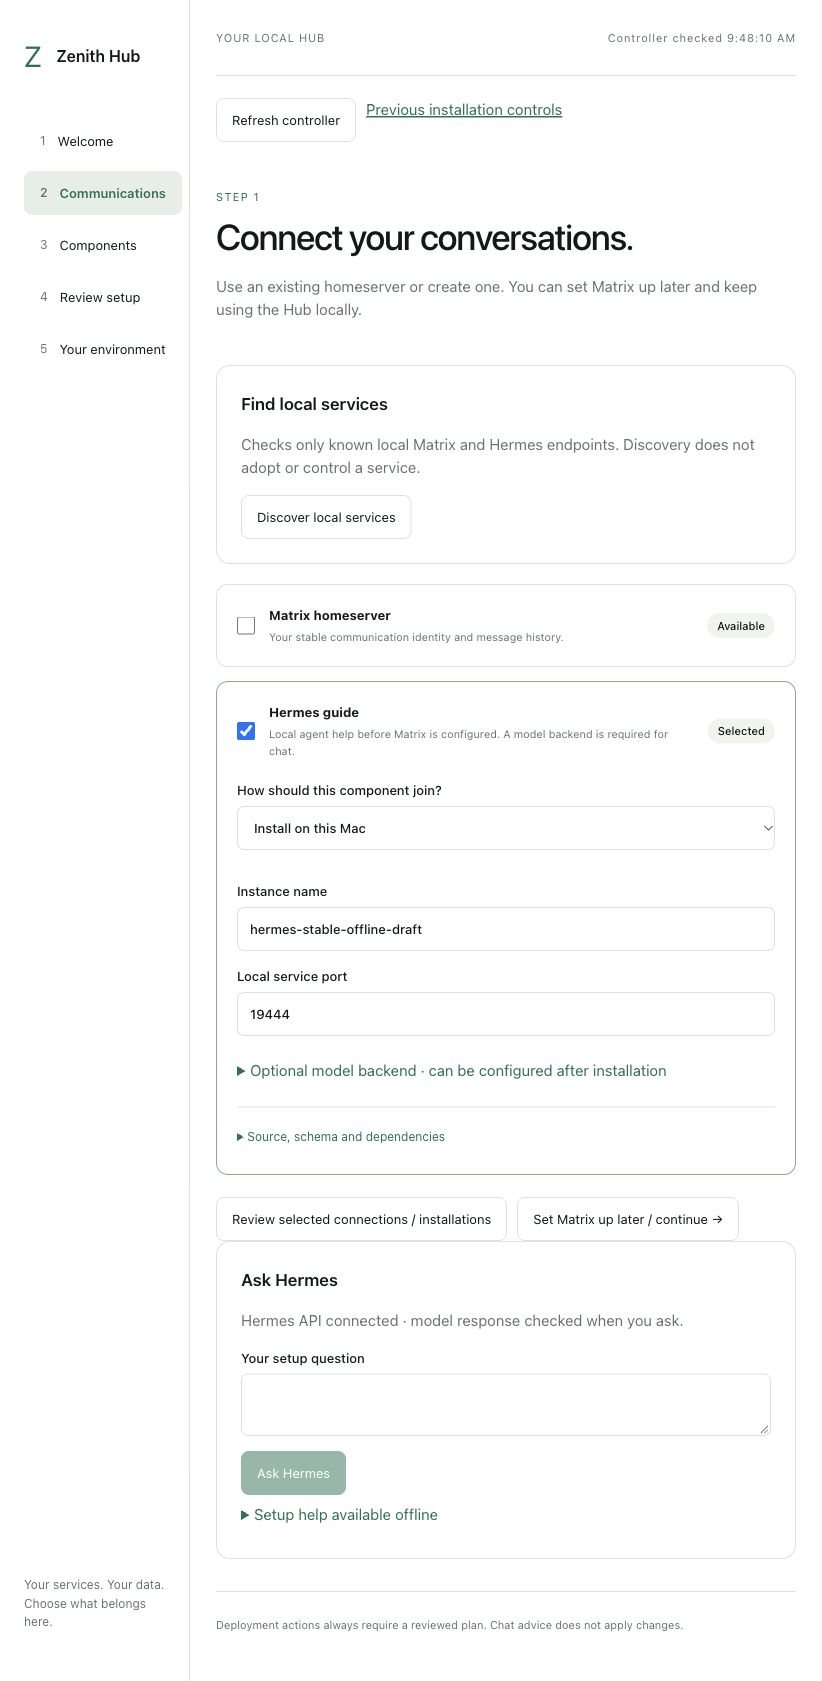 Z Zenith Hub
1 Welcome
2 Communications
3 Components
4 Review setup
5 Your environment
Your services. Your data.
Choose what belongs
here.
YOUR LOCAL HUB
Controller checked 9:48:10 AM
Refresh controller
Previous installation controls
STEP 1
Connect your conversations.
Use an existing homeserver or create one. You can set Matrix up later and keep
using the Hub locally.
Find local services
Checks only known local Matrix and Hermes endpoints. Discovery does not
adopt or control a service.
Discover local services
Matrix homeserver
Your stable communication identity and message history.
Available
Hermes guide
Local agent help before Matrix is configured. A model backend is required for
chat.
Selected
How should this component join?
Install on this Mac
Instance name
hermes-stable-offline-draft
Local service port
19444
Optional model backend · can be configured after installation
Source, schema and dependencies
Review selected connections / installations
Set Matrix up later / continue →
Ask Hermes
Hermes API connected · model response checked when you ask.
Your setup question
Ask Hermes
Setup help available offline
Deployment actions always require a reviewed plan. Chat advice does not apply changes.